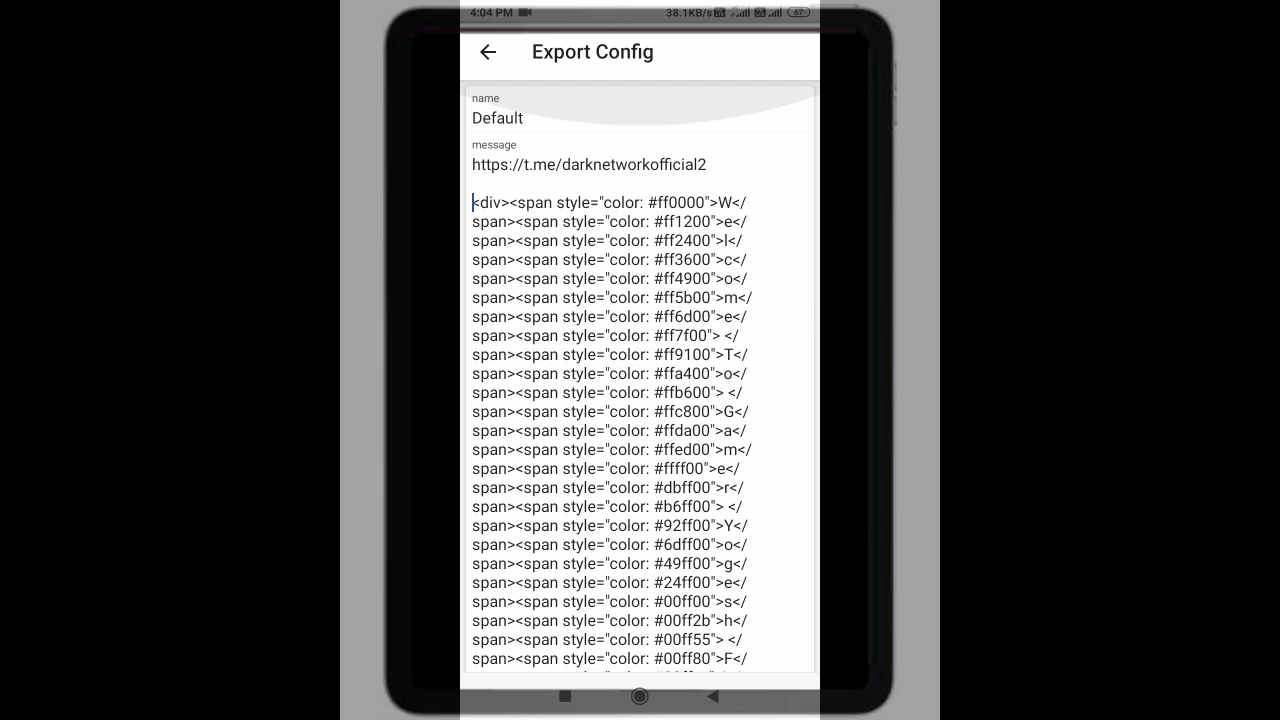 4:04 PM
38.1KB/s
67
Export Config
name
Default
message
https://t.me/darknetworkofficial2
<div><span style="color: #ff0000">W</
span><span style="color: #ff1200">e</
span><span style="color: #ff2400">l</
span><span style="color: #ff3600">c</
span><span style="color: #ff4900">o</
span><span style="color: #ff5b00">m</
span><span style="color: #ff6d00">e</
span><span style="color: #ff7f00"> </
span><span style="color: #ff9100">T</
span><span style="color: #ffa400">o</
span><span style="color: #ffb600"> </
span><span style="color: #ffc800">G</
span><span style="color: #ffda00">a</
span><span style="color: #ffed00">m</
span><span style="color: #ffff00">e</
span><span style="color: #dbff00">r</
span><span style="color: #b6ff00"> </
span><span style="color: #92ff00">Y</
span><span style="color: #6dff00">o</
span><span style="color: #49ff00">g</
span><span style="color: #24ff00">e</
span><span style="color: #00ff00">s</
span><span style="color: #00ff2b">h</
span><span style="color: #00ff55"> </
span><span style="color: #00ff80">F</